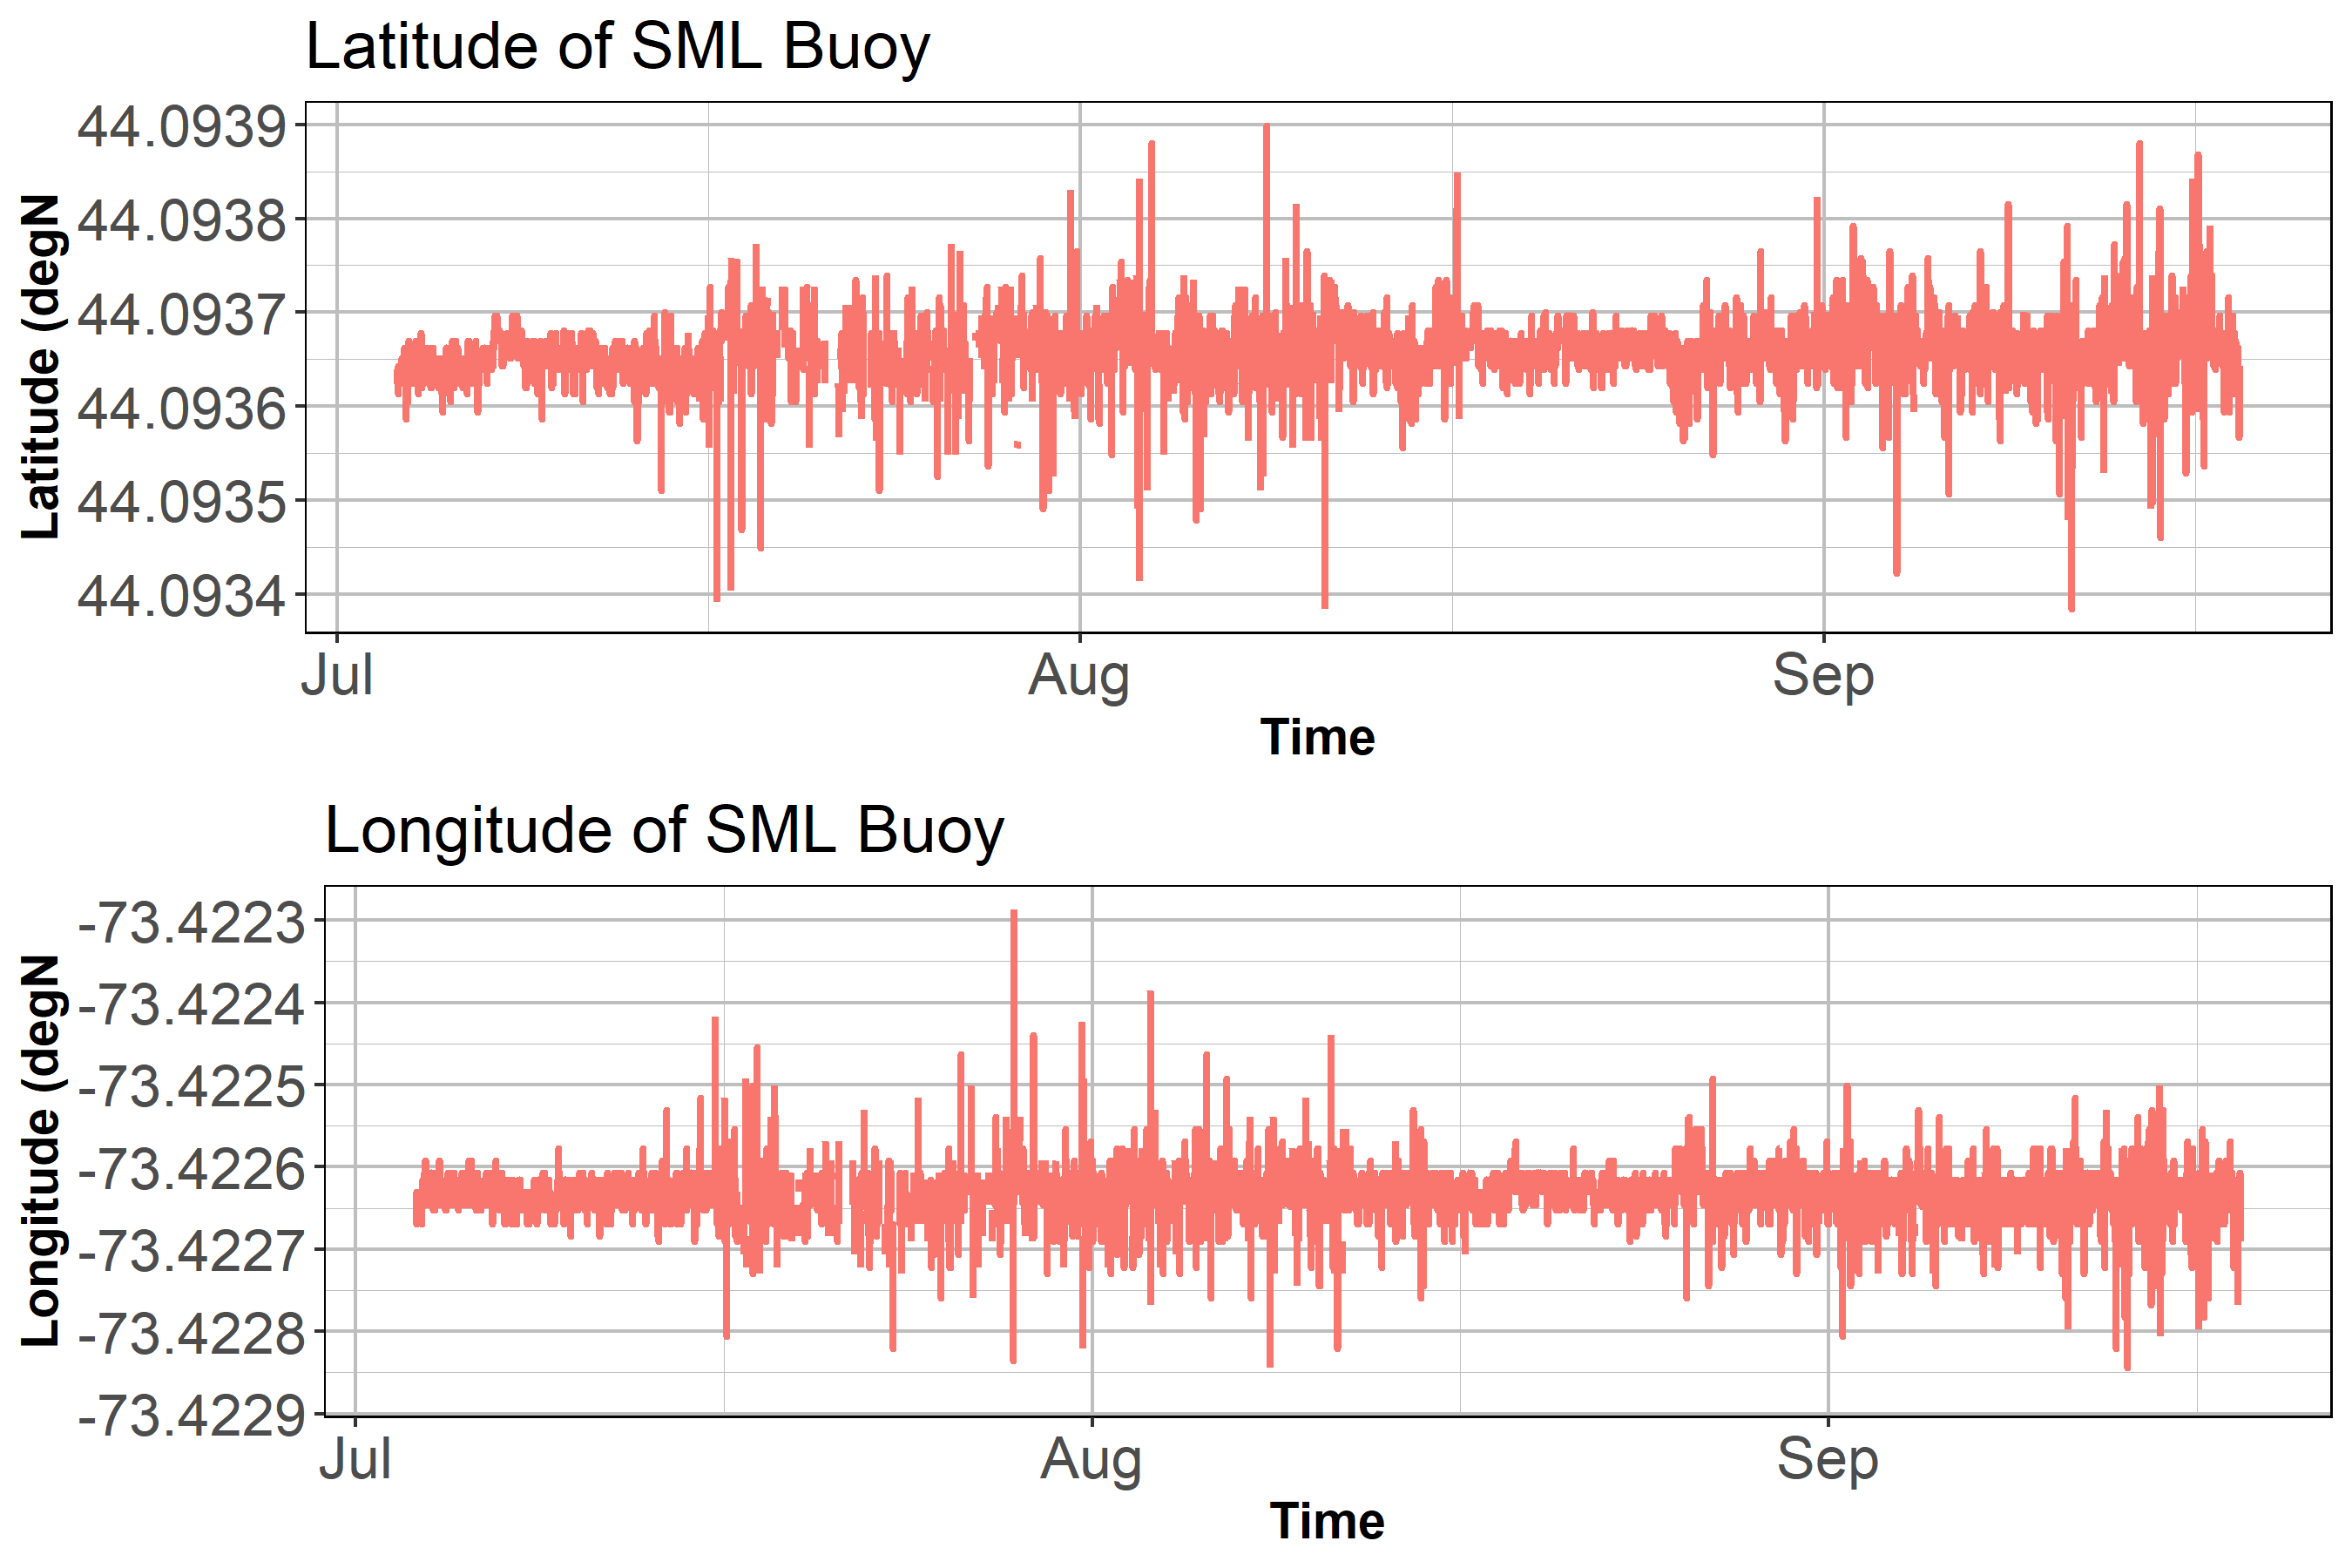 Latitude of SML Buoy
Latitude (degN
44.0939
44.0938
44.0937
44.0936
44.0935
44.0934
Jul Aug Sep
Time
Longitude of SML Buoy
Longitude (degN
-73.4223
-73.4224
-73.4225
-73.4226
-73.4227
-73.4228
-73.4229
Jul Aug Sep
Time